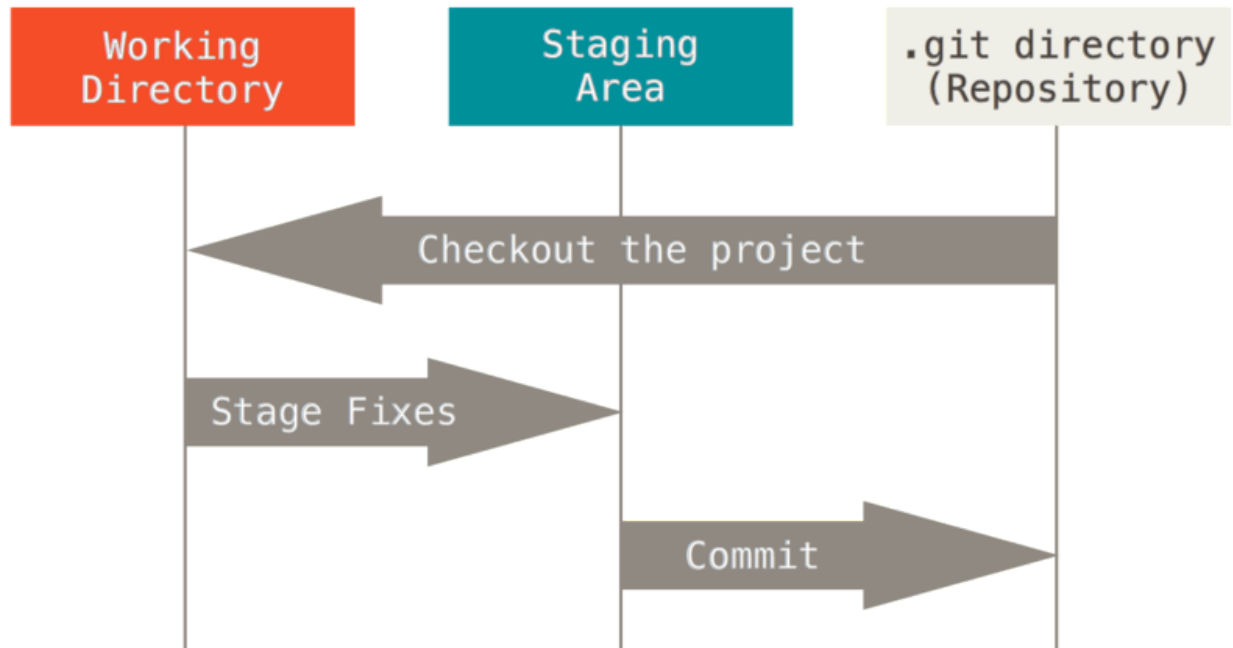 Working
Directory
Staging
Area
.git directory
(Repository)
Checkout the project
Stage Fixes
Commit